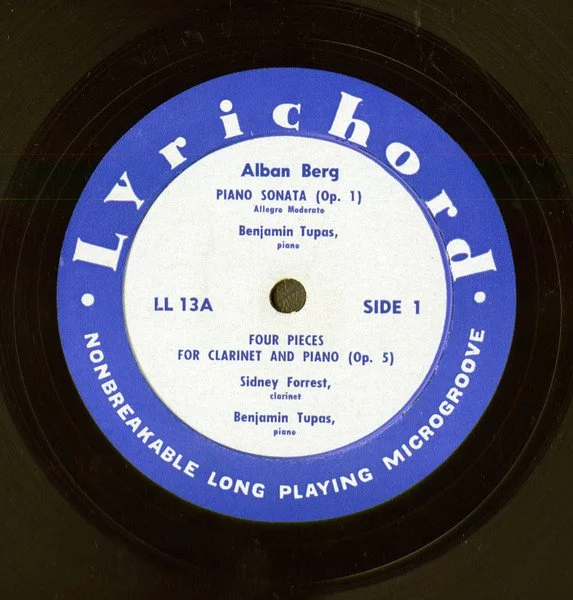 Lyrichord
Alban Berg
PIANO SONATA (Op. 1)
Allegro Moderato
Benjamin Tupas,
piano
LL 13A
SIDE 1
FOUR PIECES
FOR CLARINET AND PIANO (Op. 5)
Sidney Forrest,
clarinet
Benjamin Tupas,
piano
• NONBREAKABLE LONG PLAYING MICROGROOVE •